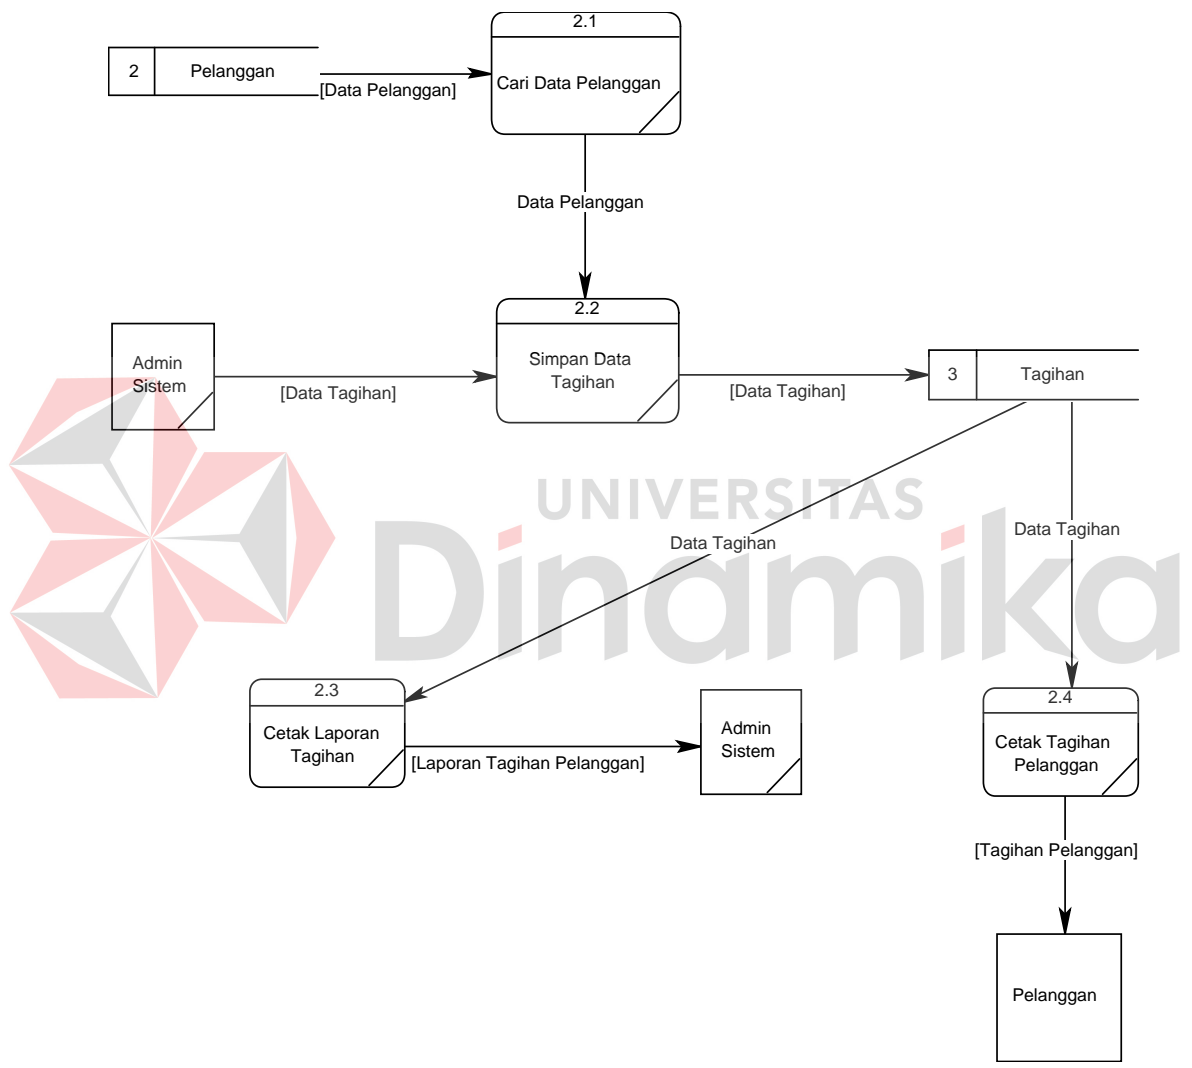 2.1
2
Pelanggan
Cari Data Pelanggan
[Data Pelanggan]
Data Pelanggan
2.2
Admin
Sistem
Simpan Data
Tagihan
[Data Tagihan]
[Data Tagihan]
3
Tagihan
UNIVERSITAS
Dinamika
Data Tagihan
Data Tagihan
2.3
Cetak Laporan
Tagihan
[Laporan Tagihan Pelanggan]
Admin
Sistem
2.4
Cetak Tagihan
Pelanggan
[Tagihan Pelanggan]
Pelanggan